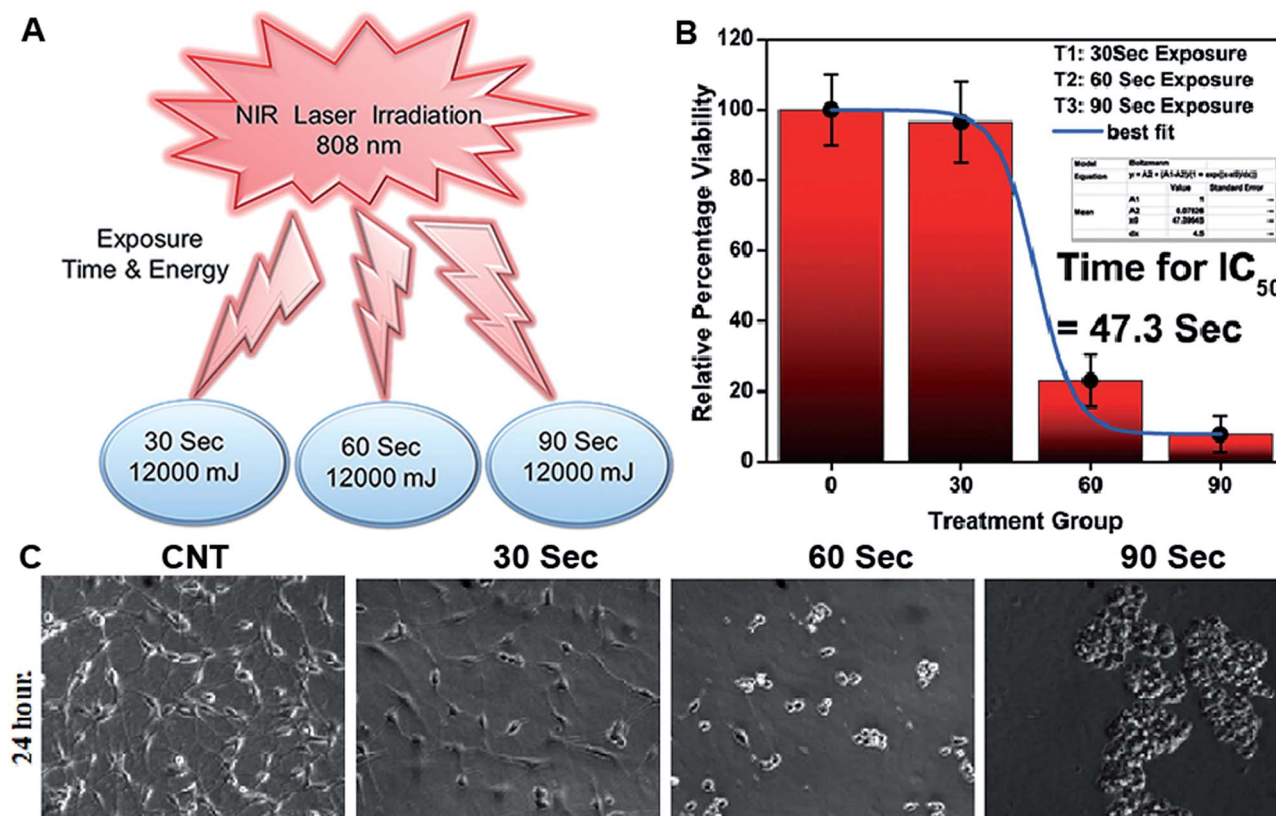 A
NIR Laser Irradiation
808 nm
Exposure
Time & Energy
30 Sec
12000 mJ
60 Sec
12000 mJ
90 Sec
12000 mJ
B
Relative Percentage Viability
120
100
80
60
40
20
0
T1: 30Sec Exposure
T2: 60 Sec Exposure
T3: 90 Sec Exposure
best fit
Model Boltzmann
Equation
Value Standard Error
Mean
A1
A2
x0
dx 4.5
Time for IC50
= 47.3 Sec
0 30 60 90
Treatment Group
C
CNT 30 Sec 60 Sec 90 Sec
24 hour.